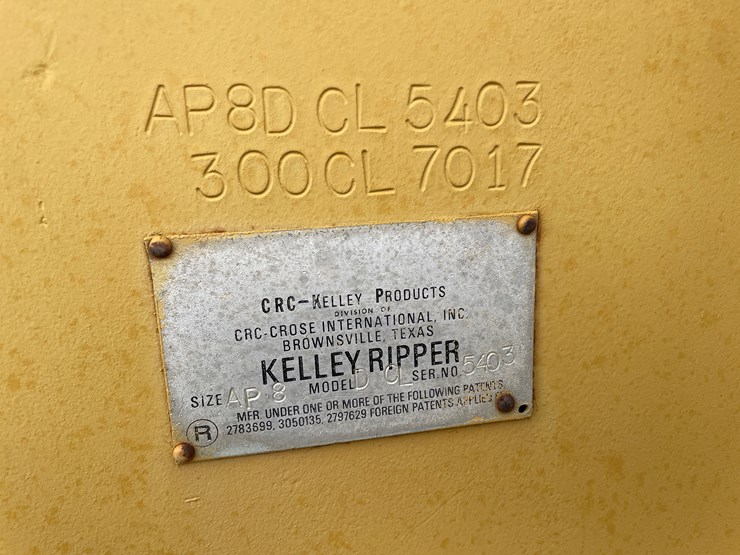 AP8D CL 5403
300CL 7017
CRC-KELLEY PRODUCTS
DIVISION OF
CRC-CROSE INTERNATIONAL, INC.
BROWNSVILLE, TEXAS
KELLEY RIPPER
SIZE AP 8 MODEL D CL SER. NO. 5403
MFR. UNDER ONE OR MORE OF THE FOLLOWING PATENTS
R 2783699, 3050135, 2797629 FOREIGN PATENTS APPLIED